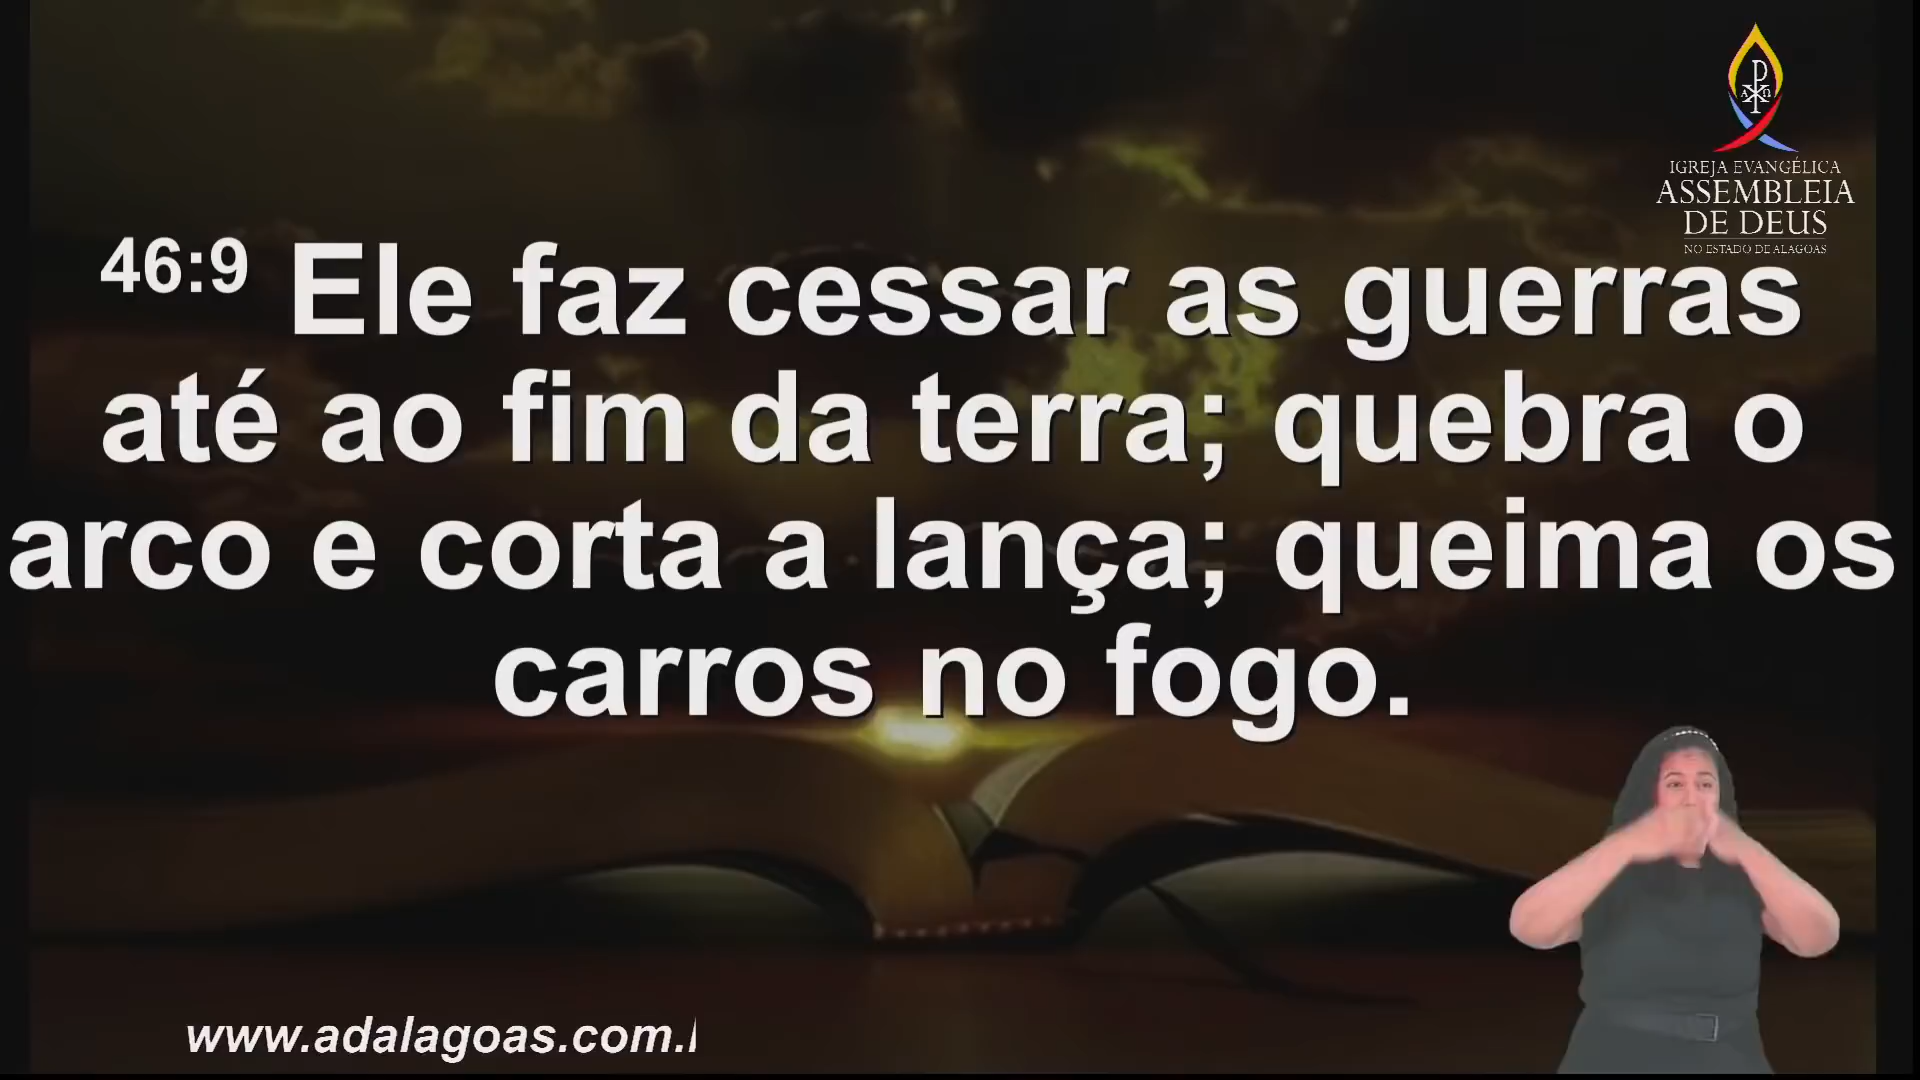 IGREJA EVANGÉLICA
ASSEMBLEIA
DE DEUS
NO ESTADO DE ALAGOAS
46:9 Ele faz cessar as guerras
até ao fim da terra; quebra o
arco e corta a lança; queima os
carros no fogo.
www.adalagoas.com.